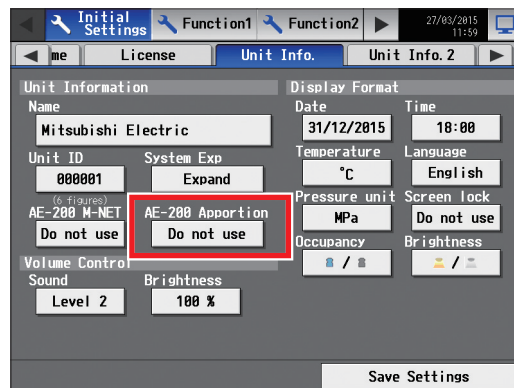 Initial Settings Function1 Function2 27/03/2015 11:59
me License Unit Info. Unit Info.2
Unit Information
Name
Mitsubishi Electric
Unit ID System Exp
000001 Expand
(6 figures)
AE-200 M-NET AE-200 Apportion
Do not use Do not use
Volume Control
Sound Brightness
Level 2 100 %
Display Format
Date Time
31/12/2015 18:00
Temperature Language
°C English
Pressure unit Screen lock
MPa Do not use
Occupancy Brightness
/ /
Save Settings